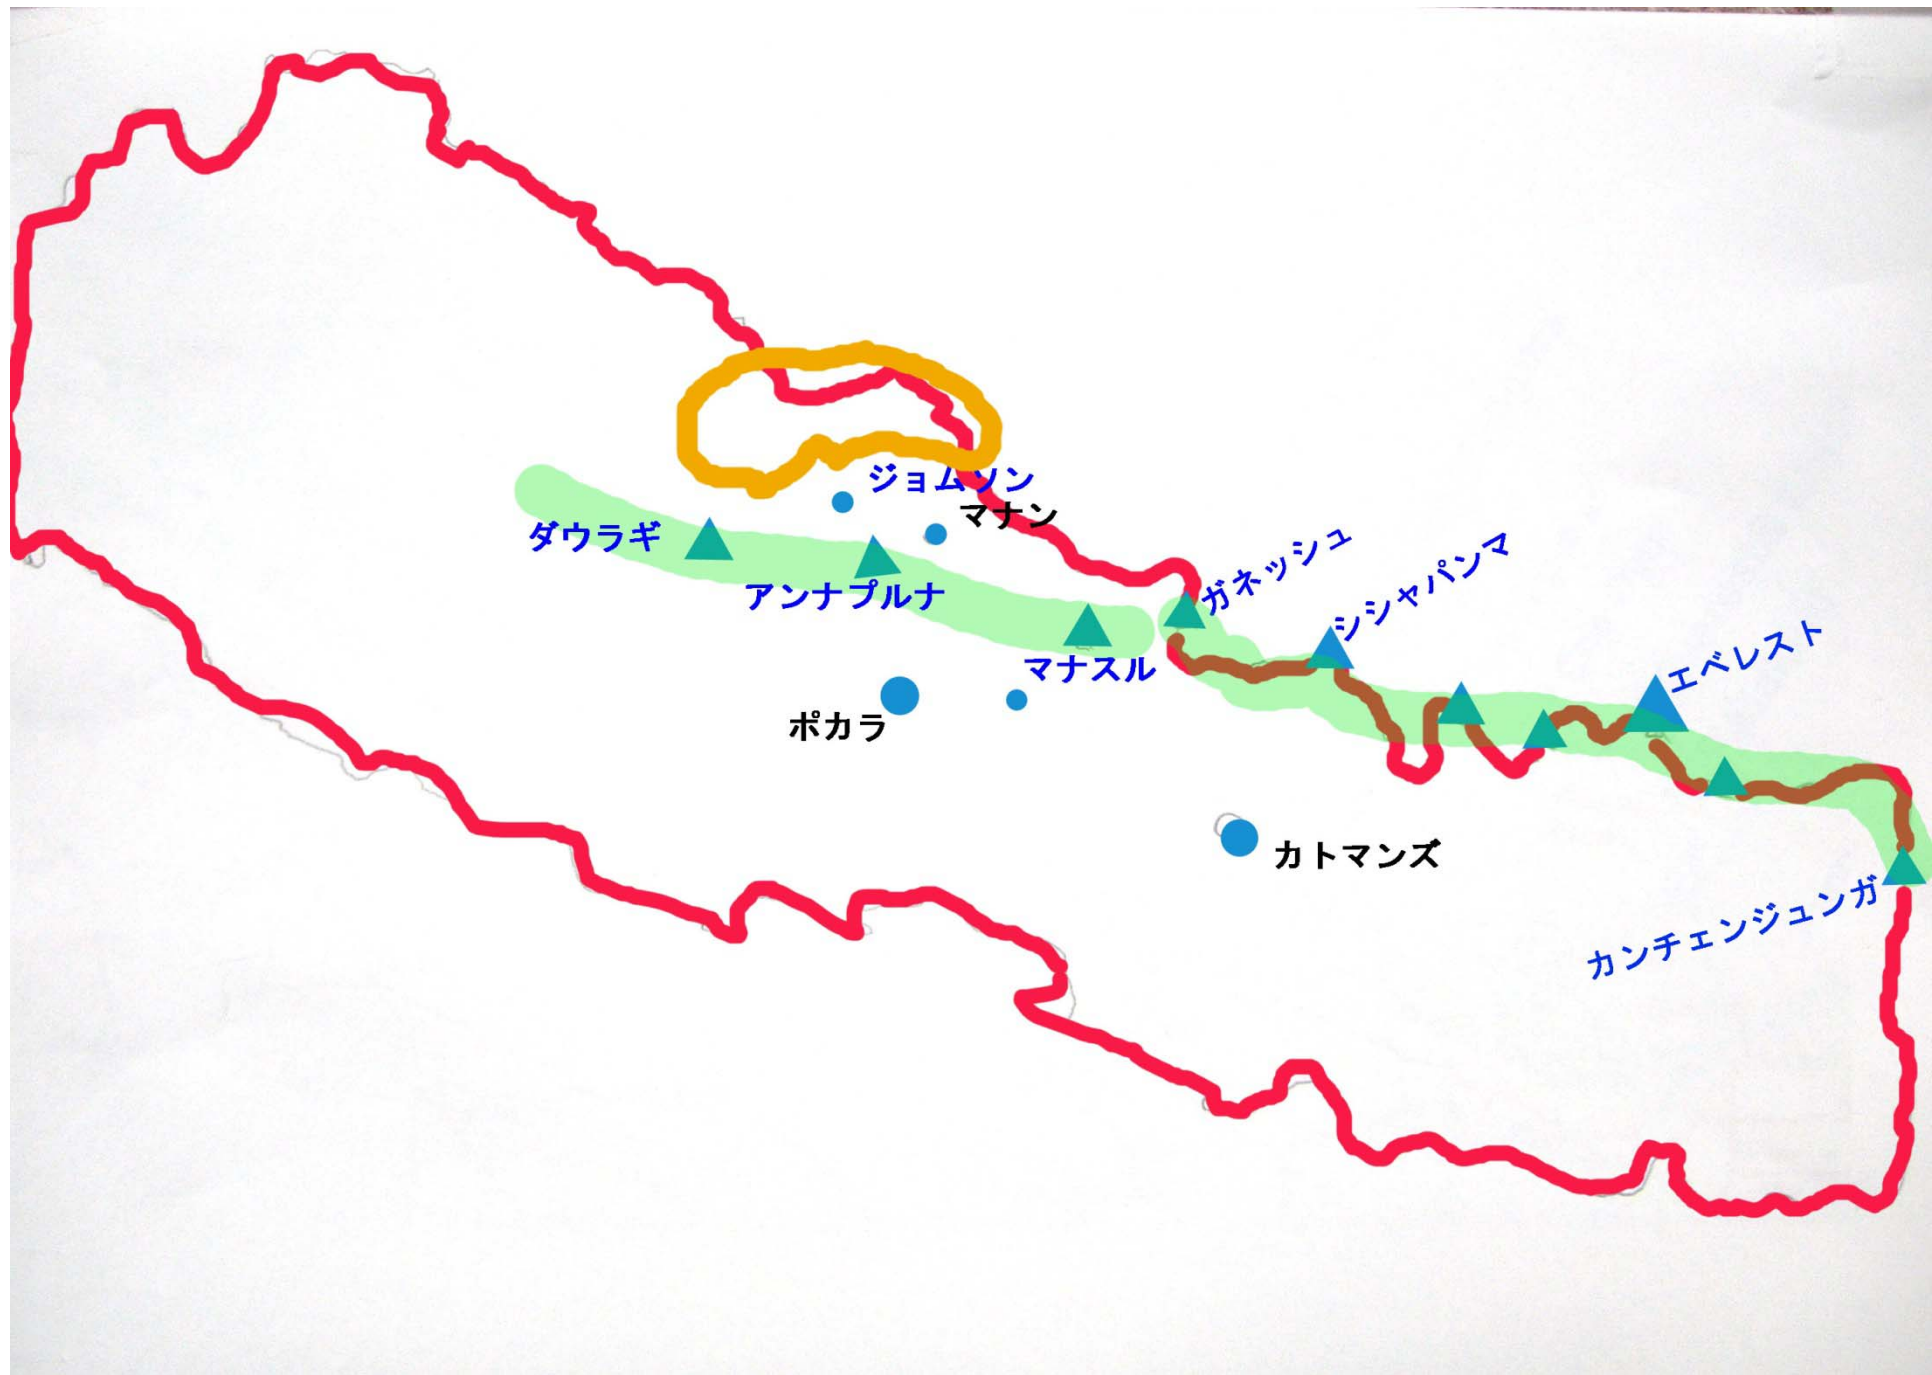 ジョムソン
マナン
ダウラギ
アンナプルナ
マナスル
ガネッシュ
シシャパンマ
エベレスト
ポカラ
カトマンズ
カンチェンジュンガ